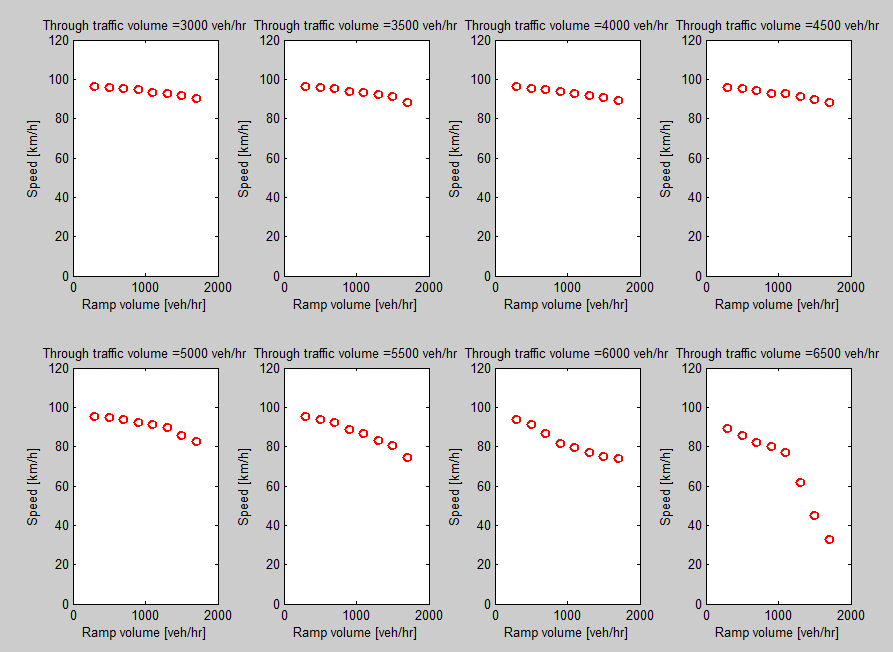 Through traffic volume =3000 veh/hr Through traffic volume =3500 veh/hr Through traffic volume =4000 veh/hr Through traffic volume =4500 veh/hr
120 120 120 120
100 100 100 100
80 80 80 80
60 60 60 60
40 40 40 40
20 20 20 20
0 0 0 0
Speed [km/h] Speed [km/h] Speed [km/h] Speed [km/h]
0 1000 2000 0 1000 2000 0 1000 2000 0 1000 2000
Ramp volume [veh/hr] Ramp volume [veh/hr] Ramp volume [veh/hr] Ramp volume [veh/hr]
Through traffic volume =5000 veh/hr Through traffic volume =5500 veh/hr Through traffic volume =6000 veh/hr Through traffic volume =6500 veh/hr
120 120 120 120
100 100 100 100
80 80 80 80
60 60 60 60
40 40 40 40
20 20 20 20
0 0 0 0
Speed [km/h] Speed [km/h] Speed [km/h] Speed [km/h]
0 1000 2000 0 1000 2000 0 1000 2000 0 1000 2000
Ramp volume [veh/hr] Ramp volume [veh/hr] Ramp volume [veh/hr] Ramp volume [veh/hr]